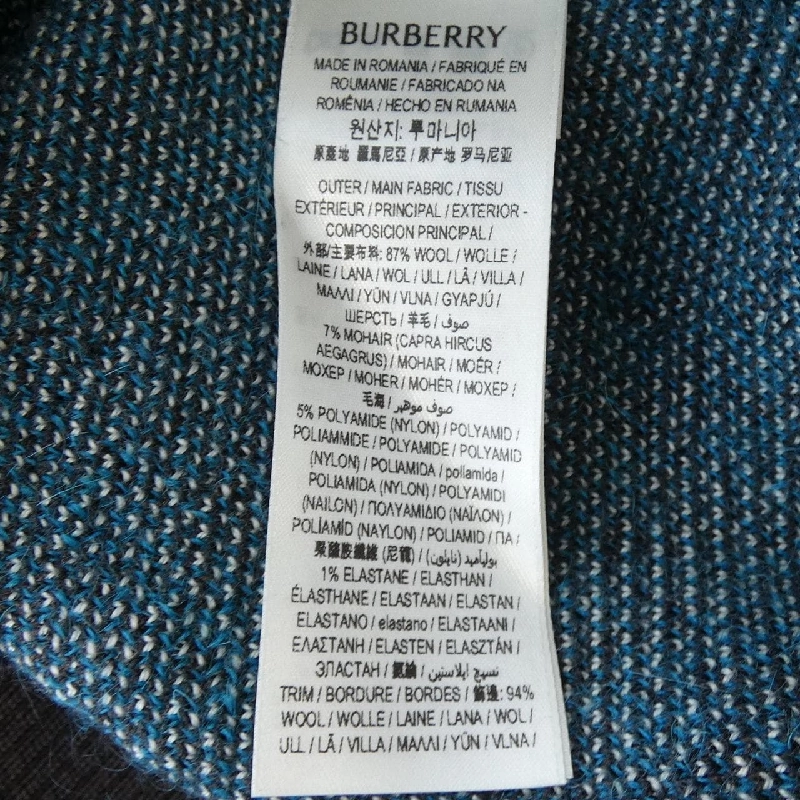 BURBERRY
MADE IN ROMANIA / FABRIQUÉ EN
ROUMANIE / FABRICADO NA
ROMÉNIA / HECHO EN RUMANIA
원산지: 루마니아
原產地 羅馬尼亞 / 原产地 罗马尼亚
OUTER / MAIN FABRIC / TISSU
EXTÉRIEUR / PRINCIPAL / EXTERIOR -
COMPOSICION PRINCIPAL /
外部/主要布料: 87% WOOL / WOLLE /
LAINE / LANA / WOL / ULL / LÃ / VILLA /
ΜΑΛΛΙ / YŪN / VLNA / GYAPJÚ /
ШЕРСТЬ / 羊毛 / صوف /
7% MOHAIR (CAPRA HIRCUS
AEGAGRUS) / MOHAIR / MOÉR /
MOXEP / MOHER / MOHÉR / МОХЕР /
毛海 / صوف موهير
5% POLYAMIDE (NYLON) / POLYAMID /
POLIAMMIDE / POLYAMIDE / POLYAMID
(NYLON) / POLIAMIDA / poliamida /
POLIAMIDA (NYLON) / POLYAMIDI
(NAILON) / ΠΟΛΥΑΜΙΔΙΟ (ΝΑΪΛΟΝ) /
POLÍAMÍD (NAYLON) / POLIAMID / ПА /
聚醯胺纖維 (尼龍) / بولياميد (نايلون) /
1% ELASTANE / ELASTHAN /
ÉLASTHANE / ELASTAAN / ELASTAN /
ELASTANO / elastano / ELASTAANI /
ΕΛΑΣΤΑΝΗ / ELASTEN / ELASZTÁN /
ЭЛАСТАН / 氨綸 / نسيج إيلاستين /
TRIM / BORDURE / BORDES / 飾邊: 94%
WOOL / WOLLE / LAINE / LANA / WOL /
ULL / LÃ / VILLA / ΜΑΛΛΙ / YŪN / VLNA /